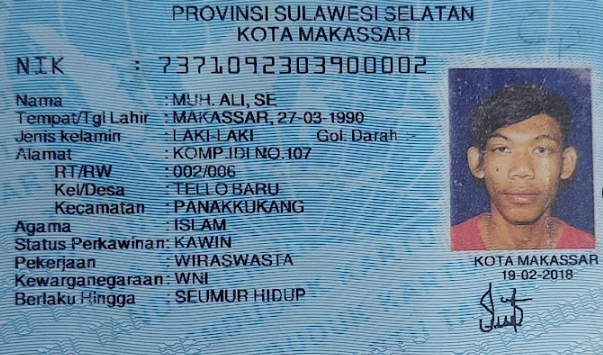 PROVINSI SULAWESI SELATAN
KOTA MAKASSAR
NIK : 7371092303900002
Nama : MUH. ALI, SE
Tempat/Tgl Lahir : MAKASSAR, 27-03-1990
Jenis kelamin : LAKI-LAKI Gol. Darah :-
Alamat : KOMP.IDI NO.107
RT/RW : 002/006
Kel/Desa : TELLO BARU
Kecamatan : PANAKKUKANG
Agama : ISLAM
Status Perkawinan: KAWIN
Pekerjaan : WIRASWASTA
Kewarganegaraan: WNI
Berlaku Hingga : SEUMUR HIDUP
KOTA MAKASSAR
19-02-2018